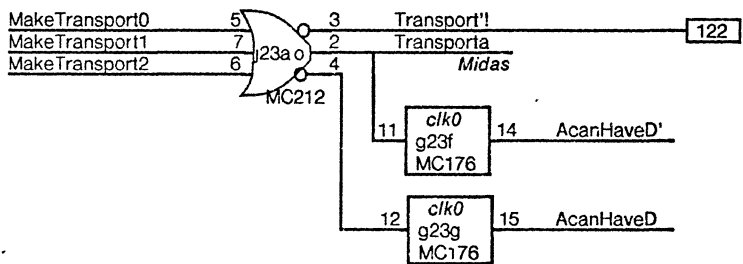 MakeTransport0 5 3 Transport'! 122
MakeTransport1 7 j23a o 2 Transporta
MakeTransport2 6 4 Midas
MC212
clk0
11 g23f 14 AcanHaveD'
MC176
clk0
12 g23g 15 AcanHaveD
MC176